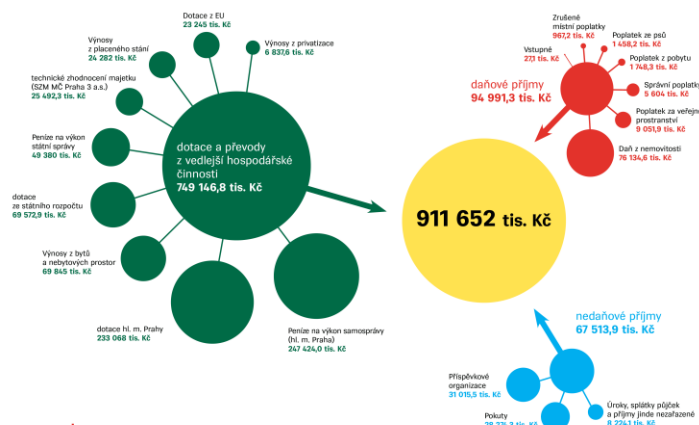 Dotace z EU
23 245 tis. Kč
Výnosy z privatizace
6 837,6 tis. Kč
Výnosy
z placeného stání
24 282 tis. Kč
technické zhodnocení majetku
(SZM MČ Praha 3 a.s.)
25 492,3 tis. Kč
Peníze na výkon
státní správy
49 380 tis. Kč
dotace
ze státního rozpočtu
69 572,9 tis. Kč
Výnosy z bytů
a nebytových prostor
69 845 tis. Kč
dotace hl. m. Prahy
233 068 tis. Kč
Peníze na výkon samosprávy
(hl. m. Praha)
247 424,0 tis. Kč
dotace a převody
z vedlejší hospodářské
činnosti
749 146,8 tis. Kč
911 652 tis. Kč
daňové příjmy
94 991,3 tis. Kč
Zrušené
místní poplatky
967,2 tis. Kč
Vstupné
27,1 tis. Kč
Poplatek ze psů
1 458,2 tis. Kč
Poplatek z pobytu
1 748,3 tis. Kč
Správní poplatky
5 604 tis. Kč
Poplatek za veřejné
prostranství
9 051,9 tis. Kč
Daň z nemovitosti
76 134,6 tis. Kč
nedaňové příjmy
67 513,9 tis. Kč
Příspěvkové
organizace
31 015,5 tis. Kč
Pokuty
tis. Kč
Úroky, splátky půjček
a příjmy jinde nezařazené
8 224,1 tis. Kč